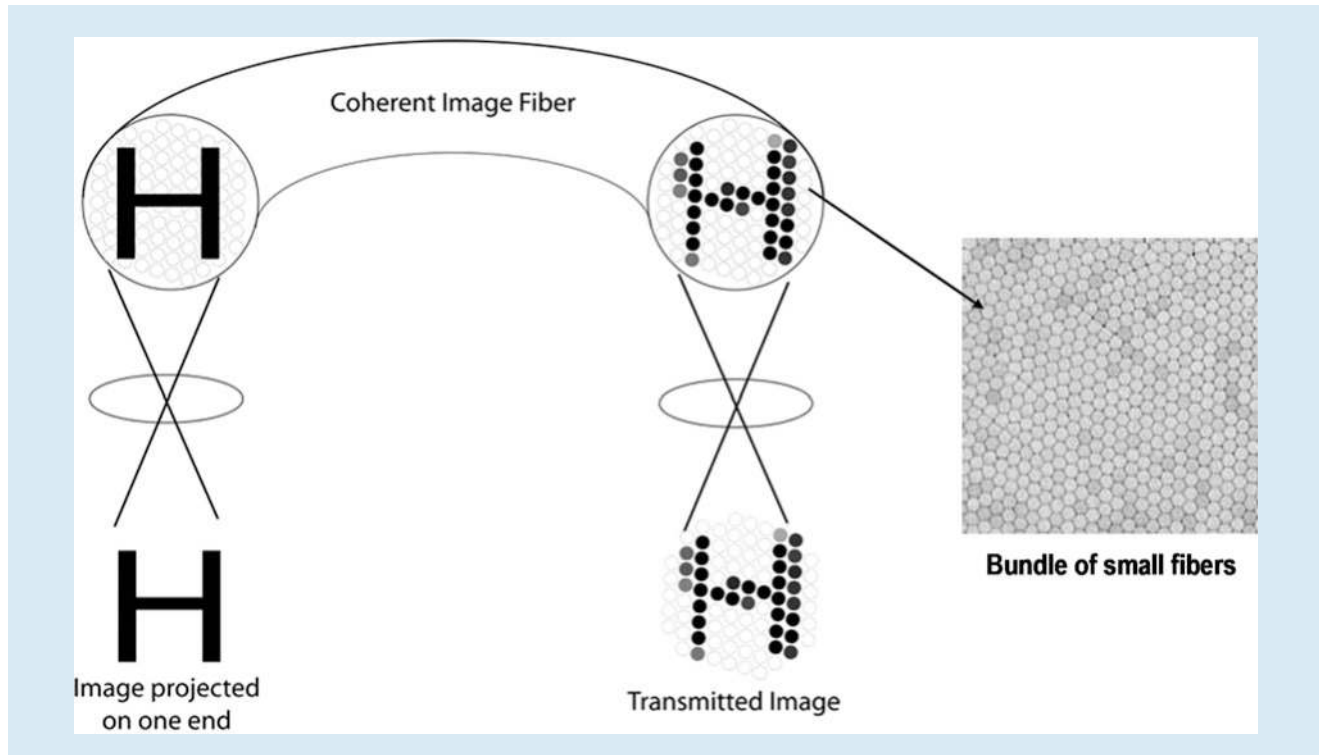 Coherent Image Fiber
H
H
Bundle of small fibers
H
H
Image projected
on one end
Transmitted Image